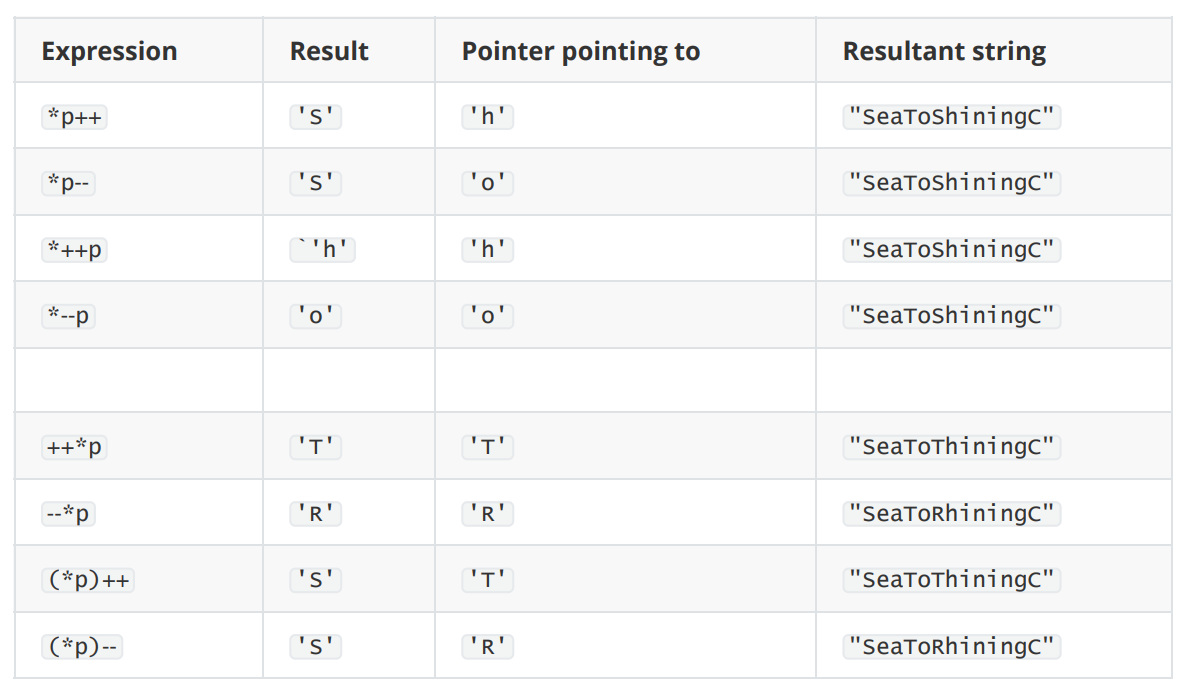 Expression Result Pointer pointing to Resultant string
*p++ 'S' 'h' "SeaToShiningC"
*p-- 'S' 'o' "SeaToShiningC"
*++p `'h' 'h' "SeaToShiningC"
*--p 'o' 'o' "SeaToShiningC"
++*p 'T' 'T' "SeaToThiningC"
--*p 'R' 'R' "SeaToRhiningC"
(*p)++ 'S' 'T' "SeaToThiningC"
(*p)-- 'S' 'R' "SeaToRhiningC"